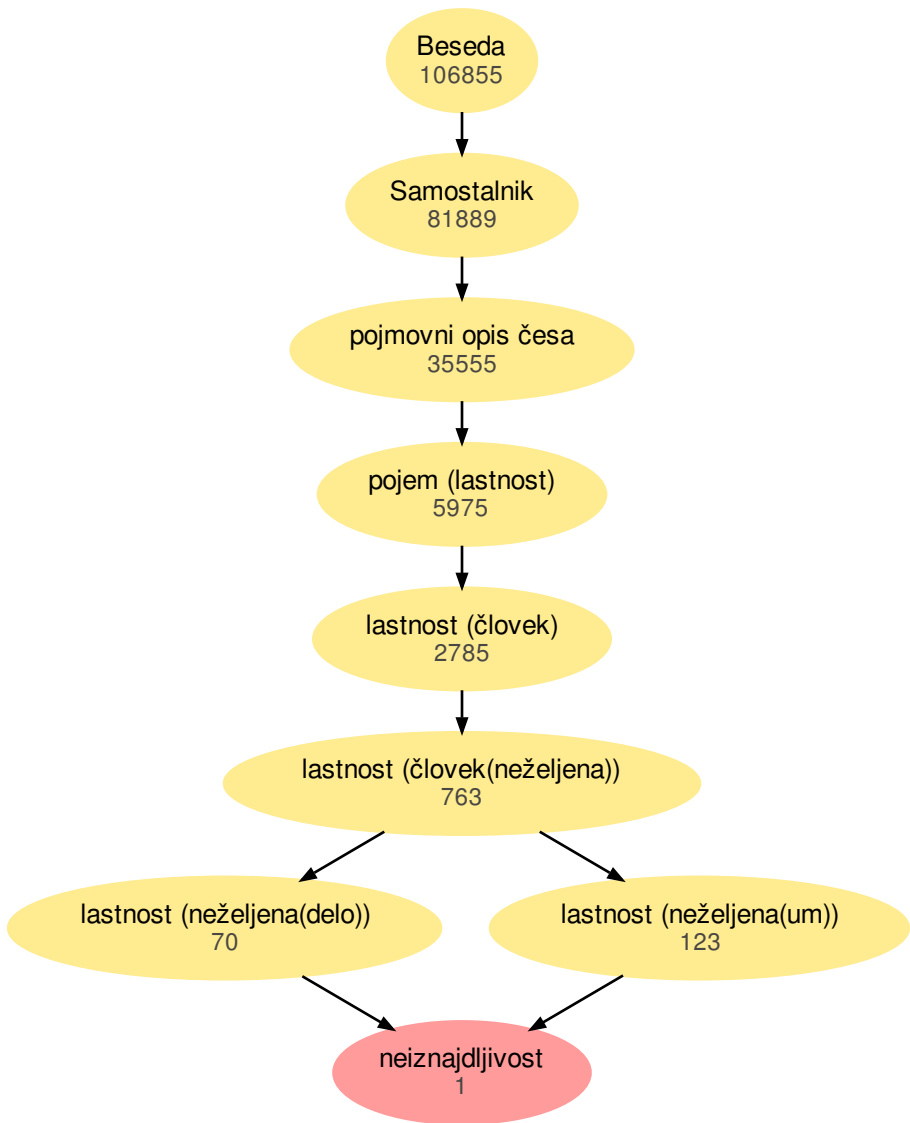 Beseda
106855
Samostalnik
81889
pojmovni opis česa
35555
pojem (lastnost)
5975
lastnost (človek)
2785
lastnost (človek(neželjena))
763
lastnost (neželjena(delo))
70
lastnost (neželjena(um))
123
neiznajdljivost
1